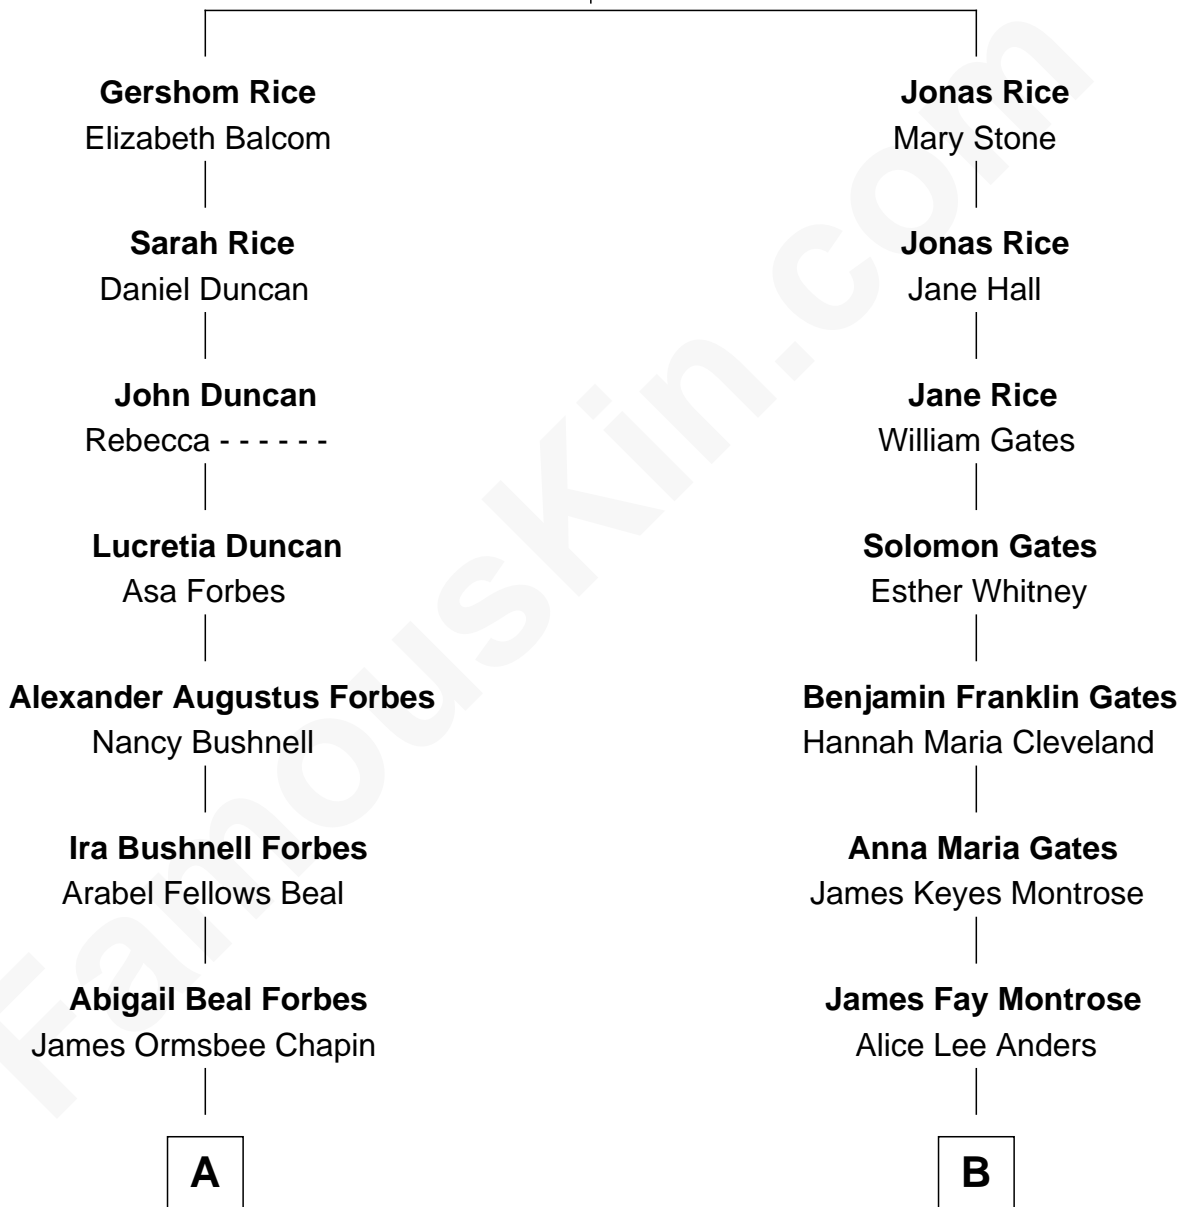 Gershom Rice
Elizabeth Balcom
Sarah Rice
Daniel Duncan
John Duncan
Rebecca - - - - - -
Lucretia Duncan
Asa Forbes
Alexander Augustus Forbes
Nancy Bushnell
Ira Bushnell Forbes
Arabel Fellows Beal
Abigail Beal Forbes
James Ormsbee Chapin
A
Jonas Rice
Mary Stone
Jonas Rice
Jane Hall
Jane Rice
William Gates
Solomon Gates
Esther Whitney
Benjamin Franklin Gates
Hannah Maria Cleveland
Anna Maria Gates
James Keyes Montrose
James Fay Montrose
Alice Lee Anders
B
FamousKin.com